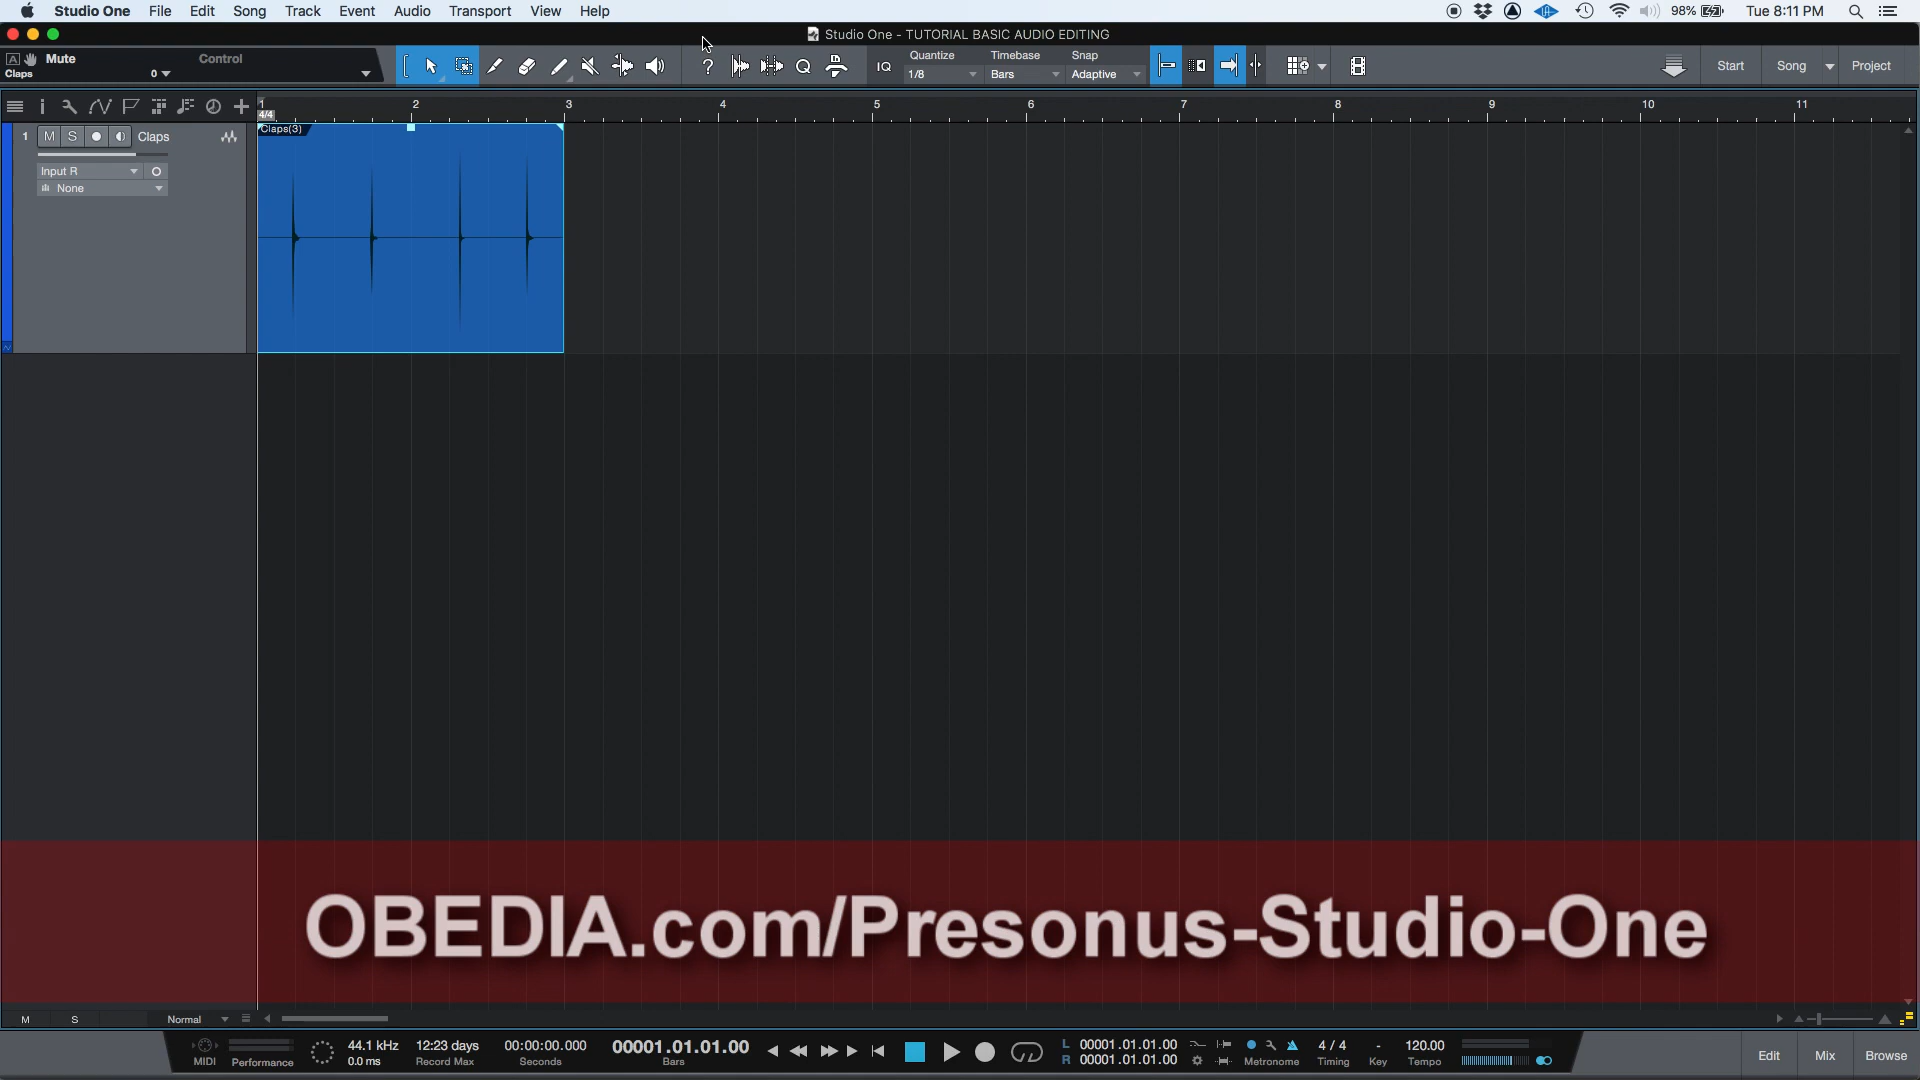 Studio One File Edit Song Track Event Audio Transport View Help
98% Tue 8:11 PM
Studio One - TUTORIAL BASIC AUDIO EDITING
A Mute Control
Claps 0
? IQ
Quantize Timebase Snap
1/8 Bars Adaptive
Start Song Project
1 2 3 4 5 6 7 8 9 10 11
4/4
1 M S Claps
Claps(3)
Input R
None
OBEDIA.com/Presonus-Studio-One
M S Normal
MIDI Performance
44.1 kHz 12:23 days 00:00:00.000 00001.01.01.00
0.0 ms Record Max Seconds Bars
L 00001.01.01.00
R 00001.01.01.00
Metronome
4 / 4 - 120.00
Timing Key Tempo
Edit Mix Browse